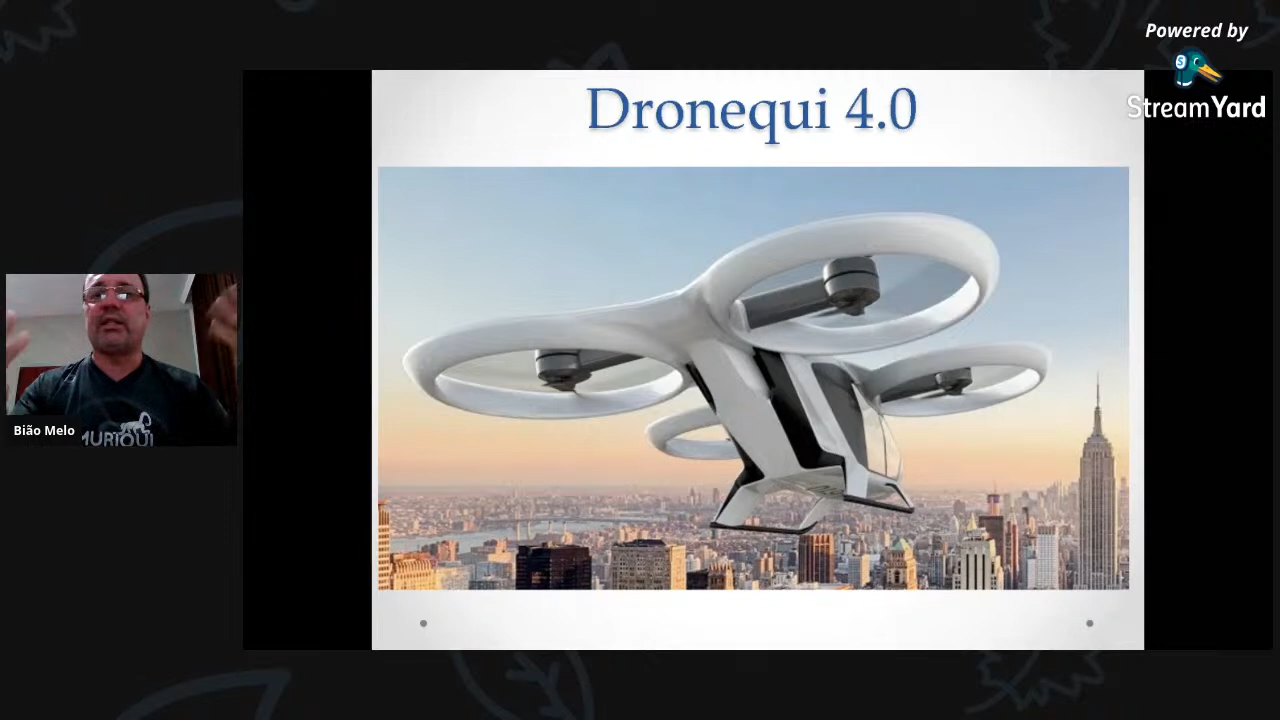 Powered by
StreamYard
Dronequi 4.0
Bião Melo
MURIQUI